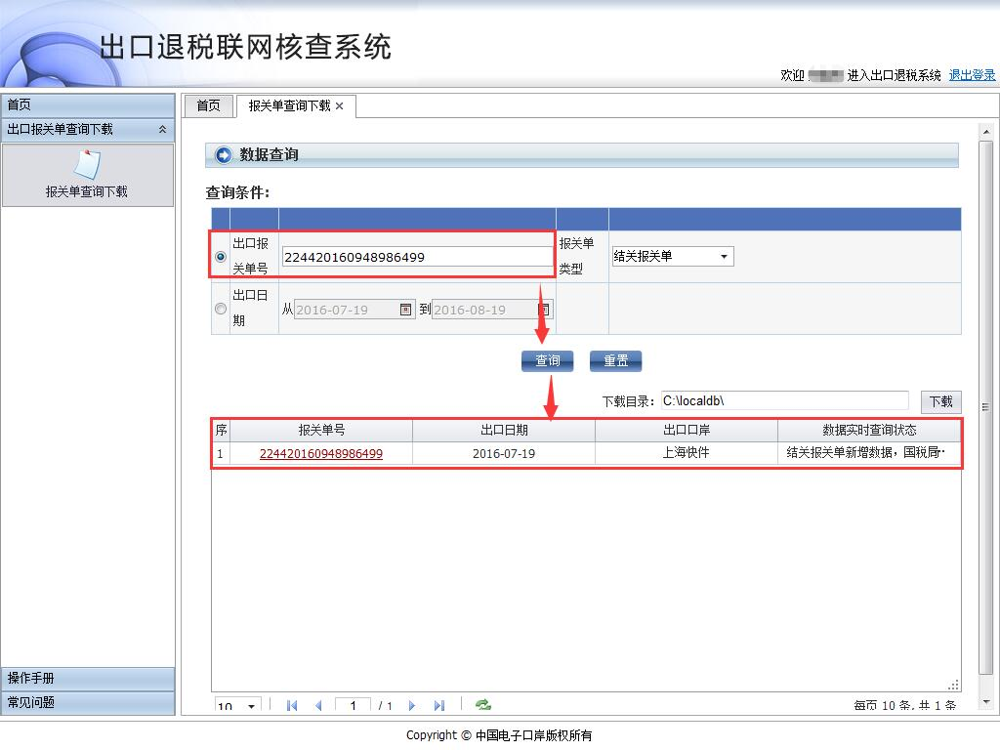 出口退税联网核查系统
欢迎 进入出口退税系统 退出登录
首页
出口报关单查询下载
报关单查询下载
首页 报关单查询下载
数据查询
查询条件:
出口报关单号 224420160948986499 报关单类型 结关报关单
出口日期 从 2016-07-19 到 2016-08-19
查询 重置
下载目录: C:\localdb\ 下载
序 报关单号 出口日期 出口口岸 数据实时查询状态
1 224420160948986499 2016-07-19 上海快件 结关报关单新增数据，国税局…
操作手册
常见问题
10 1 / 1 每页 10 条, 共 1 条
Copyright © 中国电子口岸版权所有